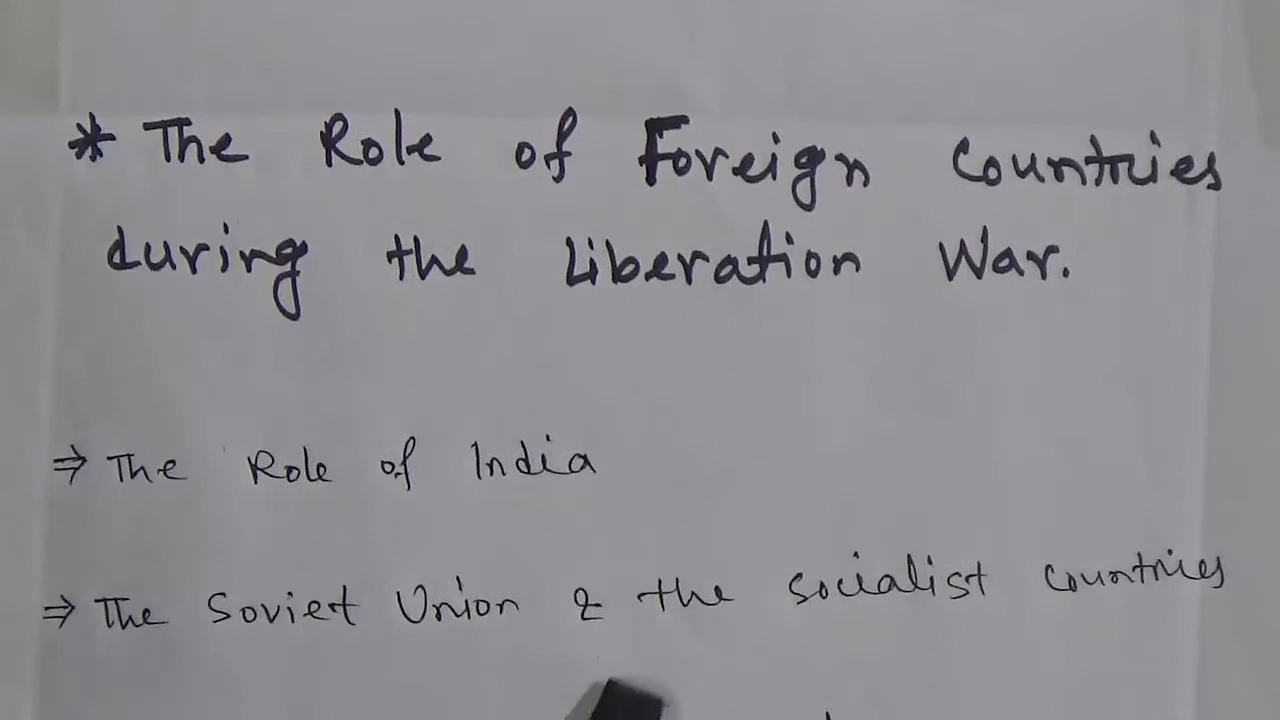 * The Role of Foreign Countries
during the Liberation War.
⇒ The Role of India
⇒ The Soviet Union & the socialist countries